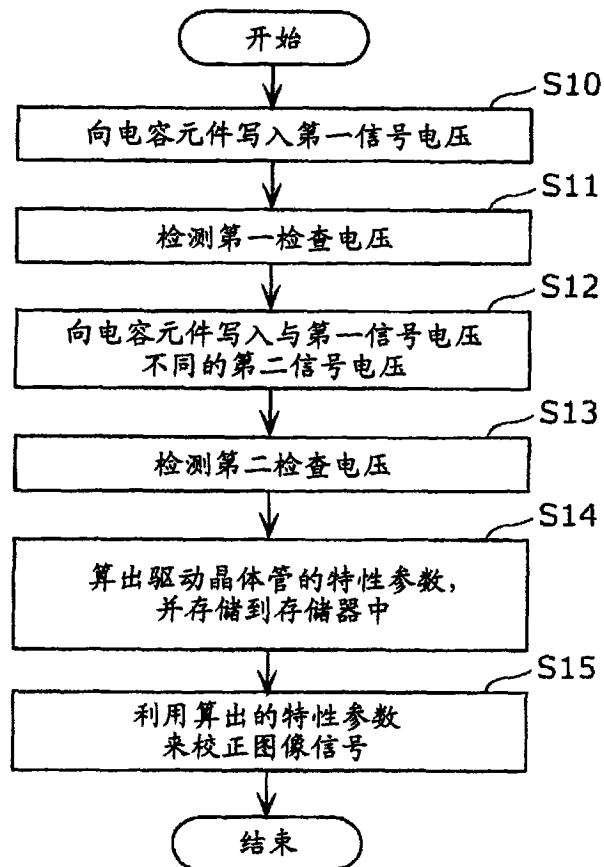 开始
S10
向电容元件写入第一信号电压
S11
检测第一检查电压
S12
向电容元件写入与第一信号电压
不同的第二信号电压
S13
检测第二检查电压
S14
算出驱动晶体管的特性参数，
并存储到存储器中
S15
利用算出的特性参数
来校正图像信号
结束